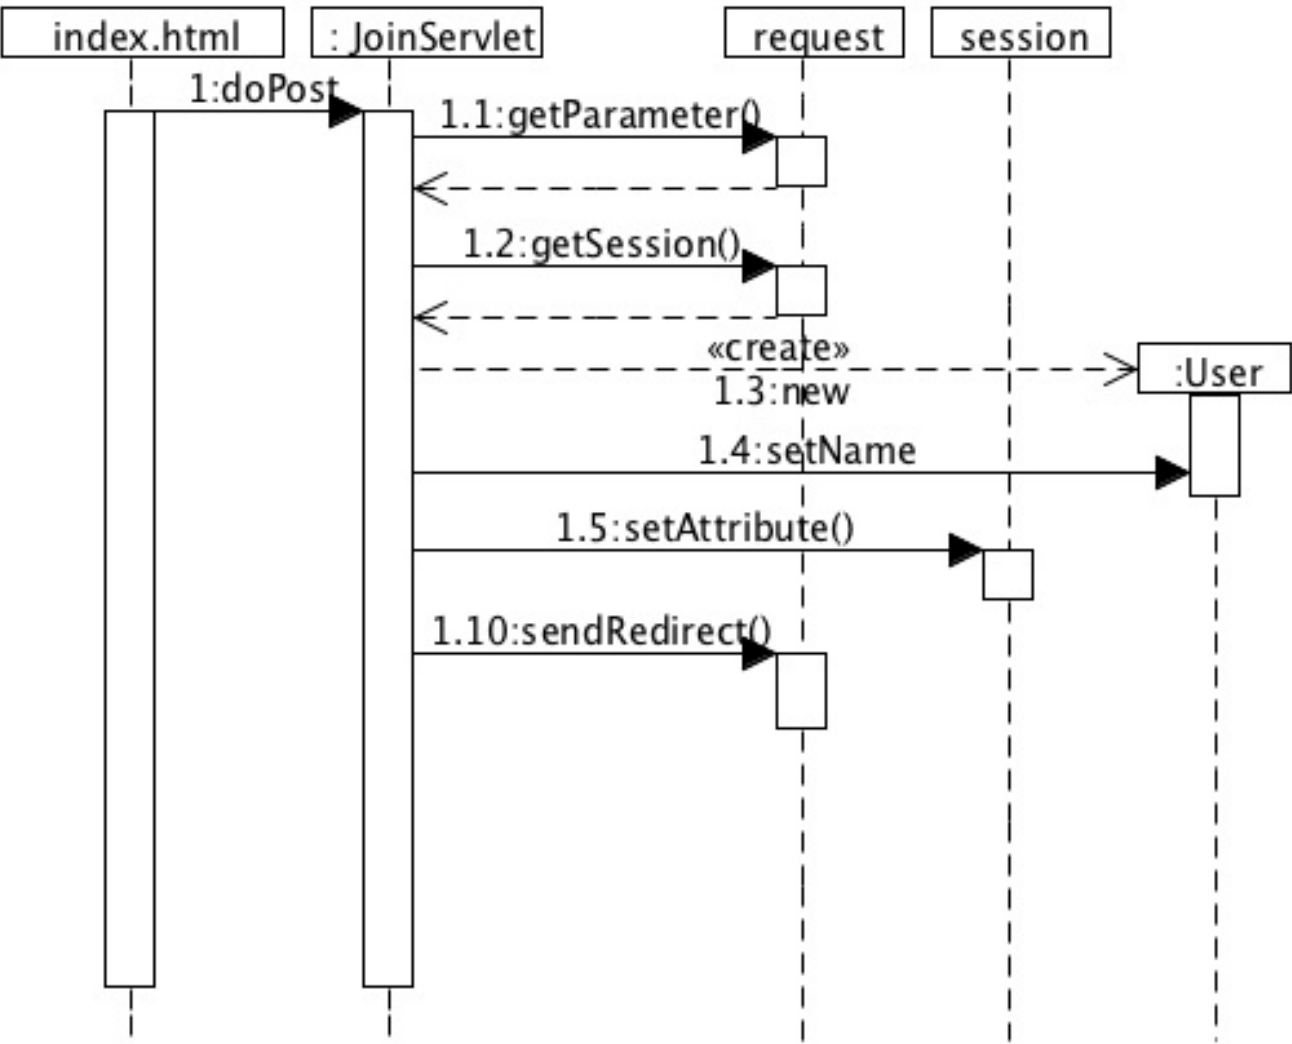 index.html
: JoinServlet
request
session
1:doPost
1.1:getParameter()
1.2:getSession()
«create»
1.3:new
:User
1.4:setName
1.5:setAttribute()
1.10:sendRedirect()